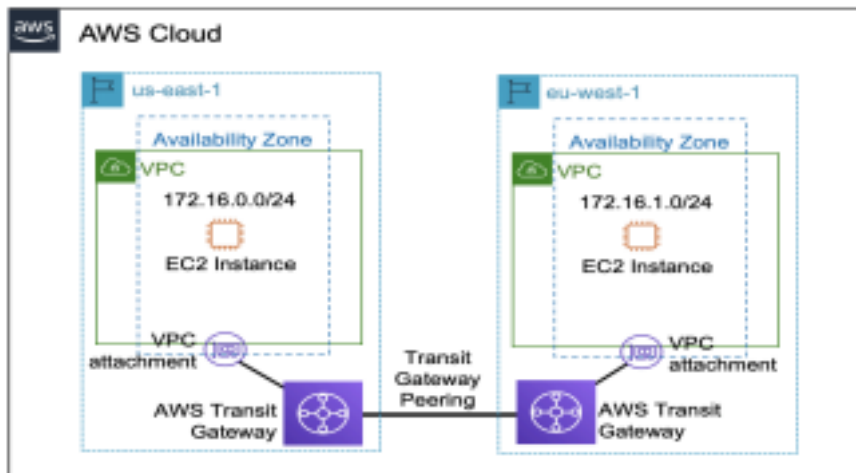 aws
AWS Cloud
us-east-1
Availability Zone
VPC
172.16.0.0/24
EC2 Instance
VPC
attachment
AWS Transit
Gateway
Transit
Gateway
Peering
eu-west-1
Availability Zone
VPC
172.16.1.0/24
EC2 Instance
VPC
attachment
AWS Transit
Gateway